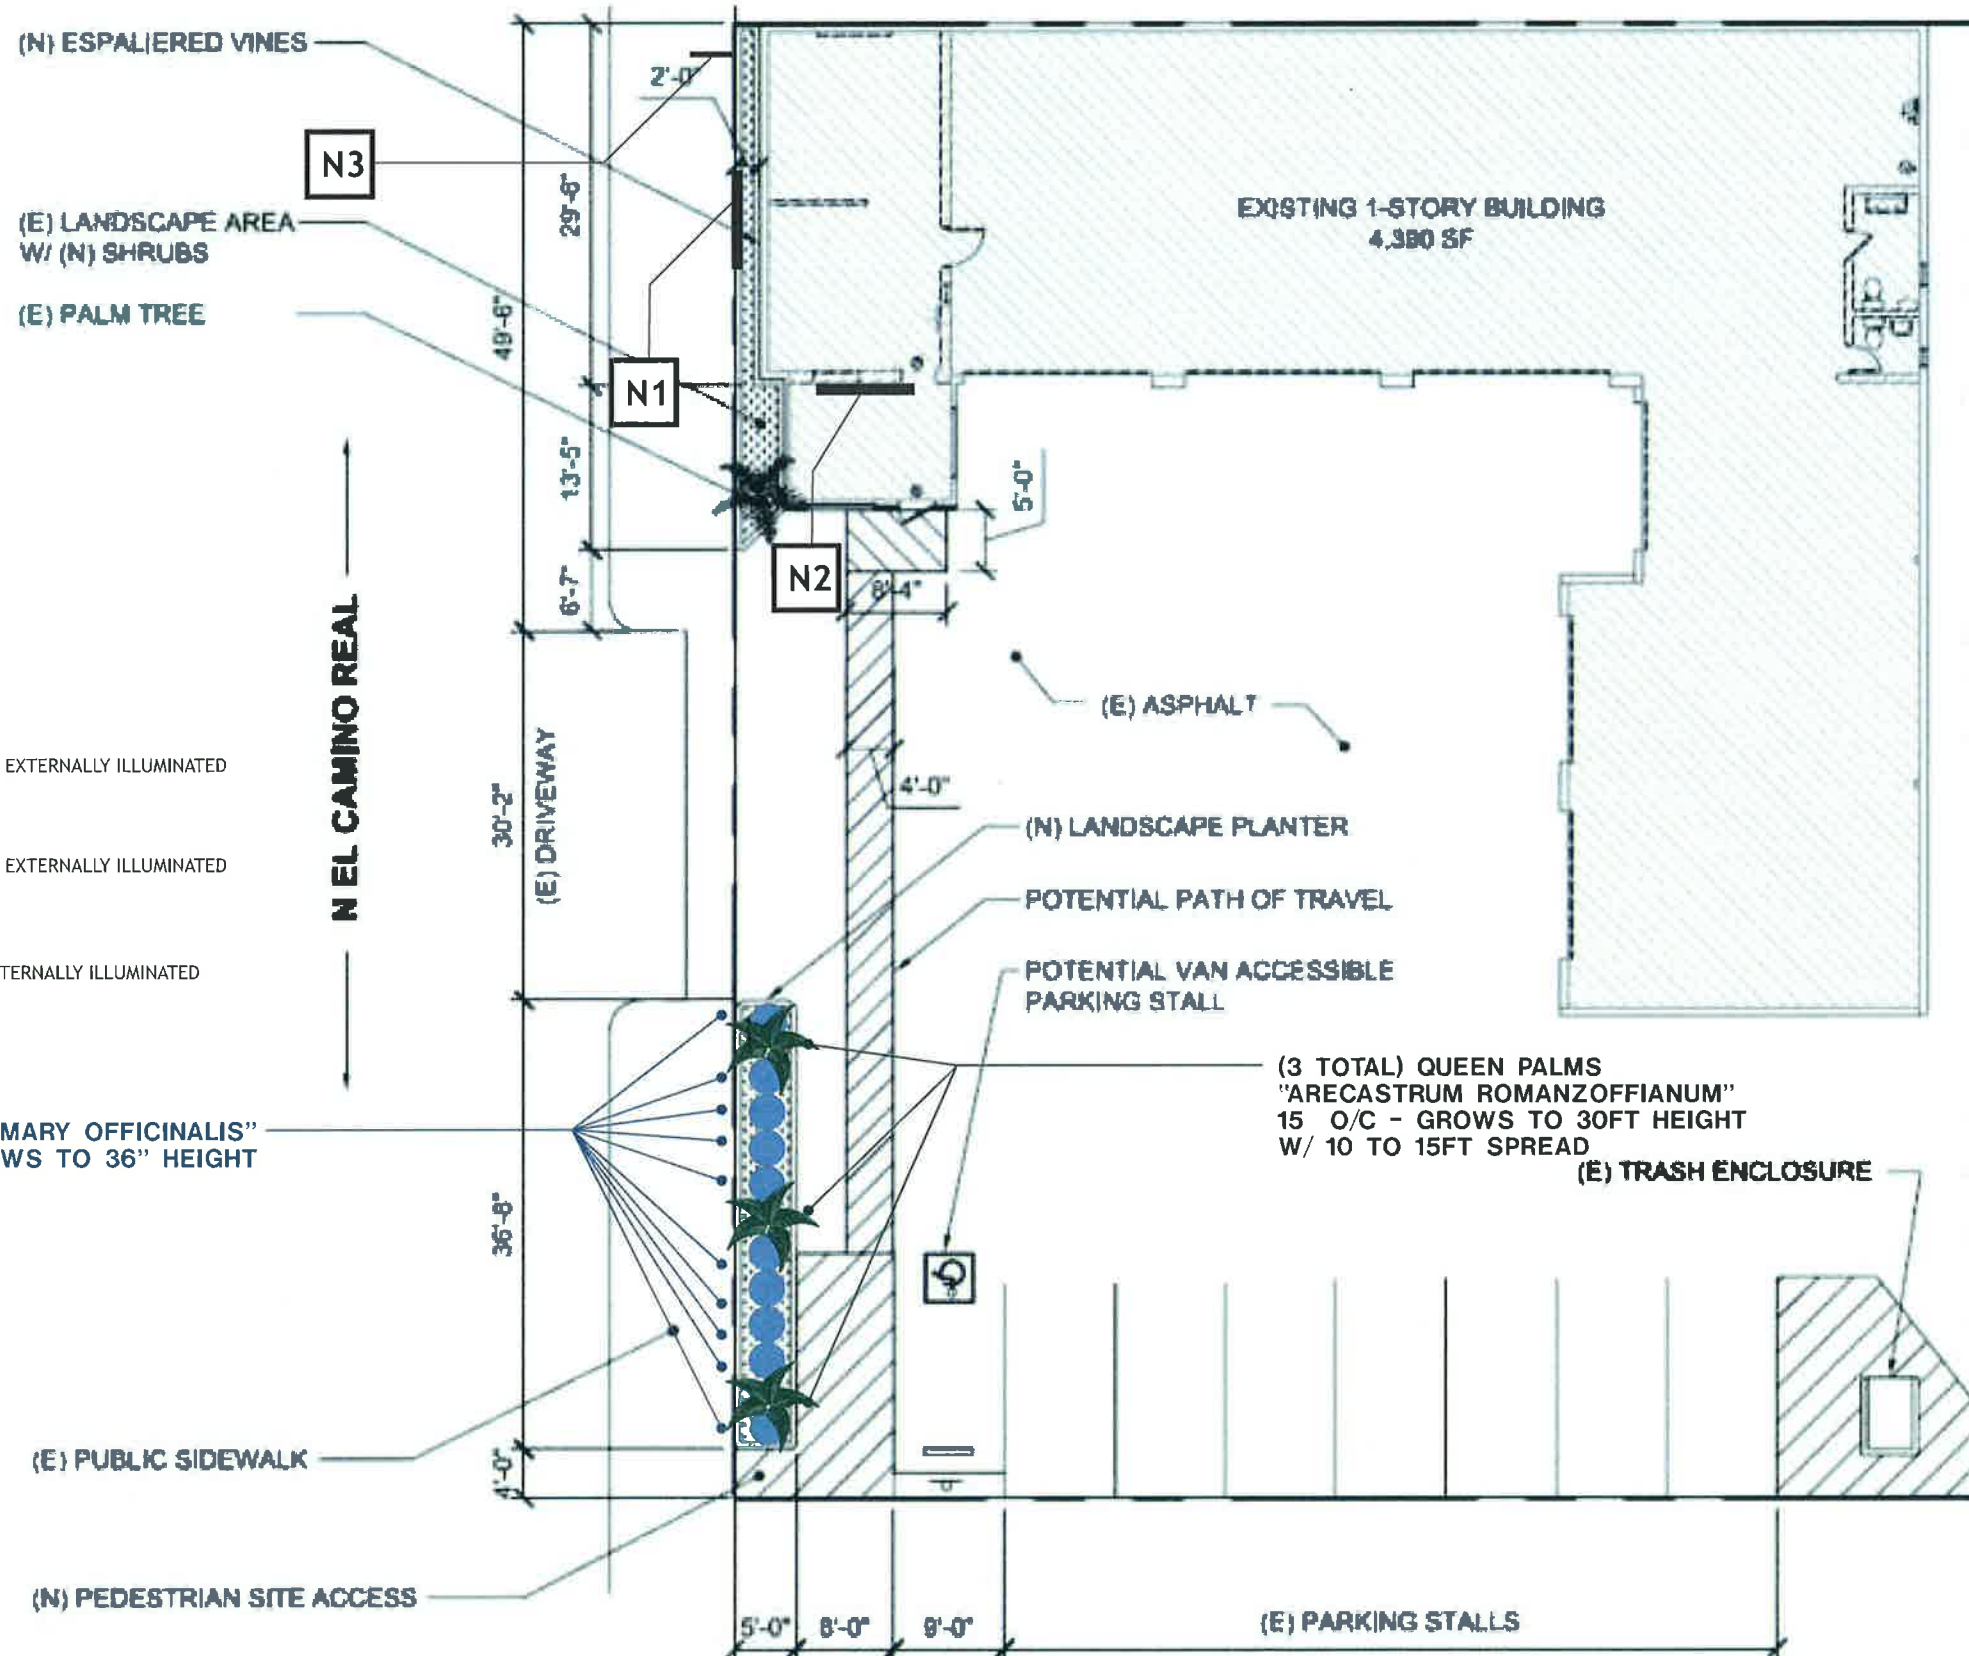 (N) ESPALIERED VINES
2'-0"
N3
29'-6"
(E) LANDSCAPE AREA
W/ (N) SHRUBS
EXISTING 1-STORY BUILDING
4,390 SF
(E) PALM TREE
49'-6"
N1
13'-5"
5'-0"
N2
6'-7"
8'-4"
N EL CAMINO REAL
(E) ASPHALT
EXTERNALLY ILLUMINATED
30'-2"
(E) DRIVEWAY
4'-0"
(N) LANDSCAPE PLANTER
EXTERNALLY ILLUMINATED
POTENTIAL PATH OF TRAVEL
TERNALLY ILLUMINATED
POTENTIAL VAN ACCESSIBLE
PARKING STALL
(3 TOTAL) QUEEN PALMS
"ARECASTRUM ROMANZOFFIANUM"
15 O/C - GROWS TO 30FT HEIGHT
W/ 10 TO 15FT SPREAD
MARY OFFICINALIS"
WS TO 36" HEIGHT
(E) TRASH ENCLOSURE
36'-8"
(E) PUBLIC SIDEWALK
4'-0"
(N) PEDESTRIAN SITE ACCESS
5'-0"
8'-0"
9'-0"
(E) PARKING STALLS